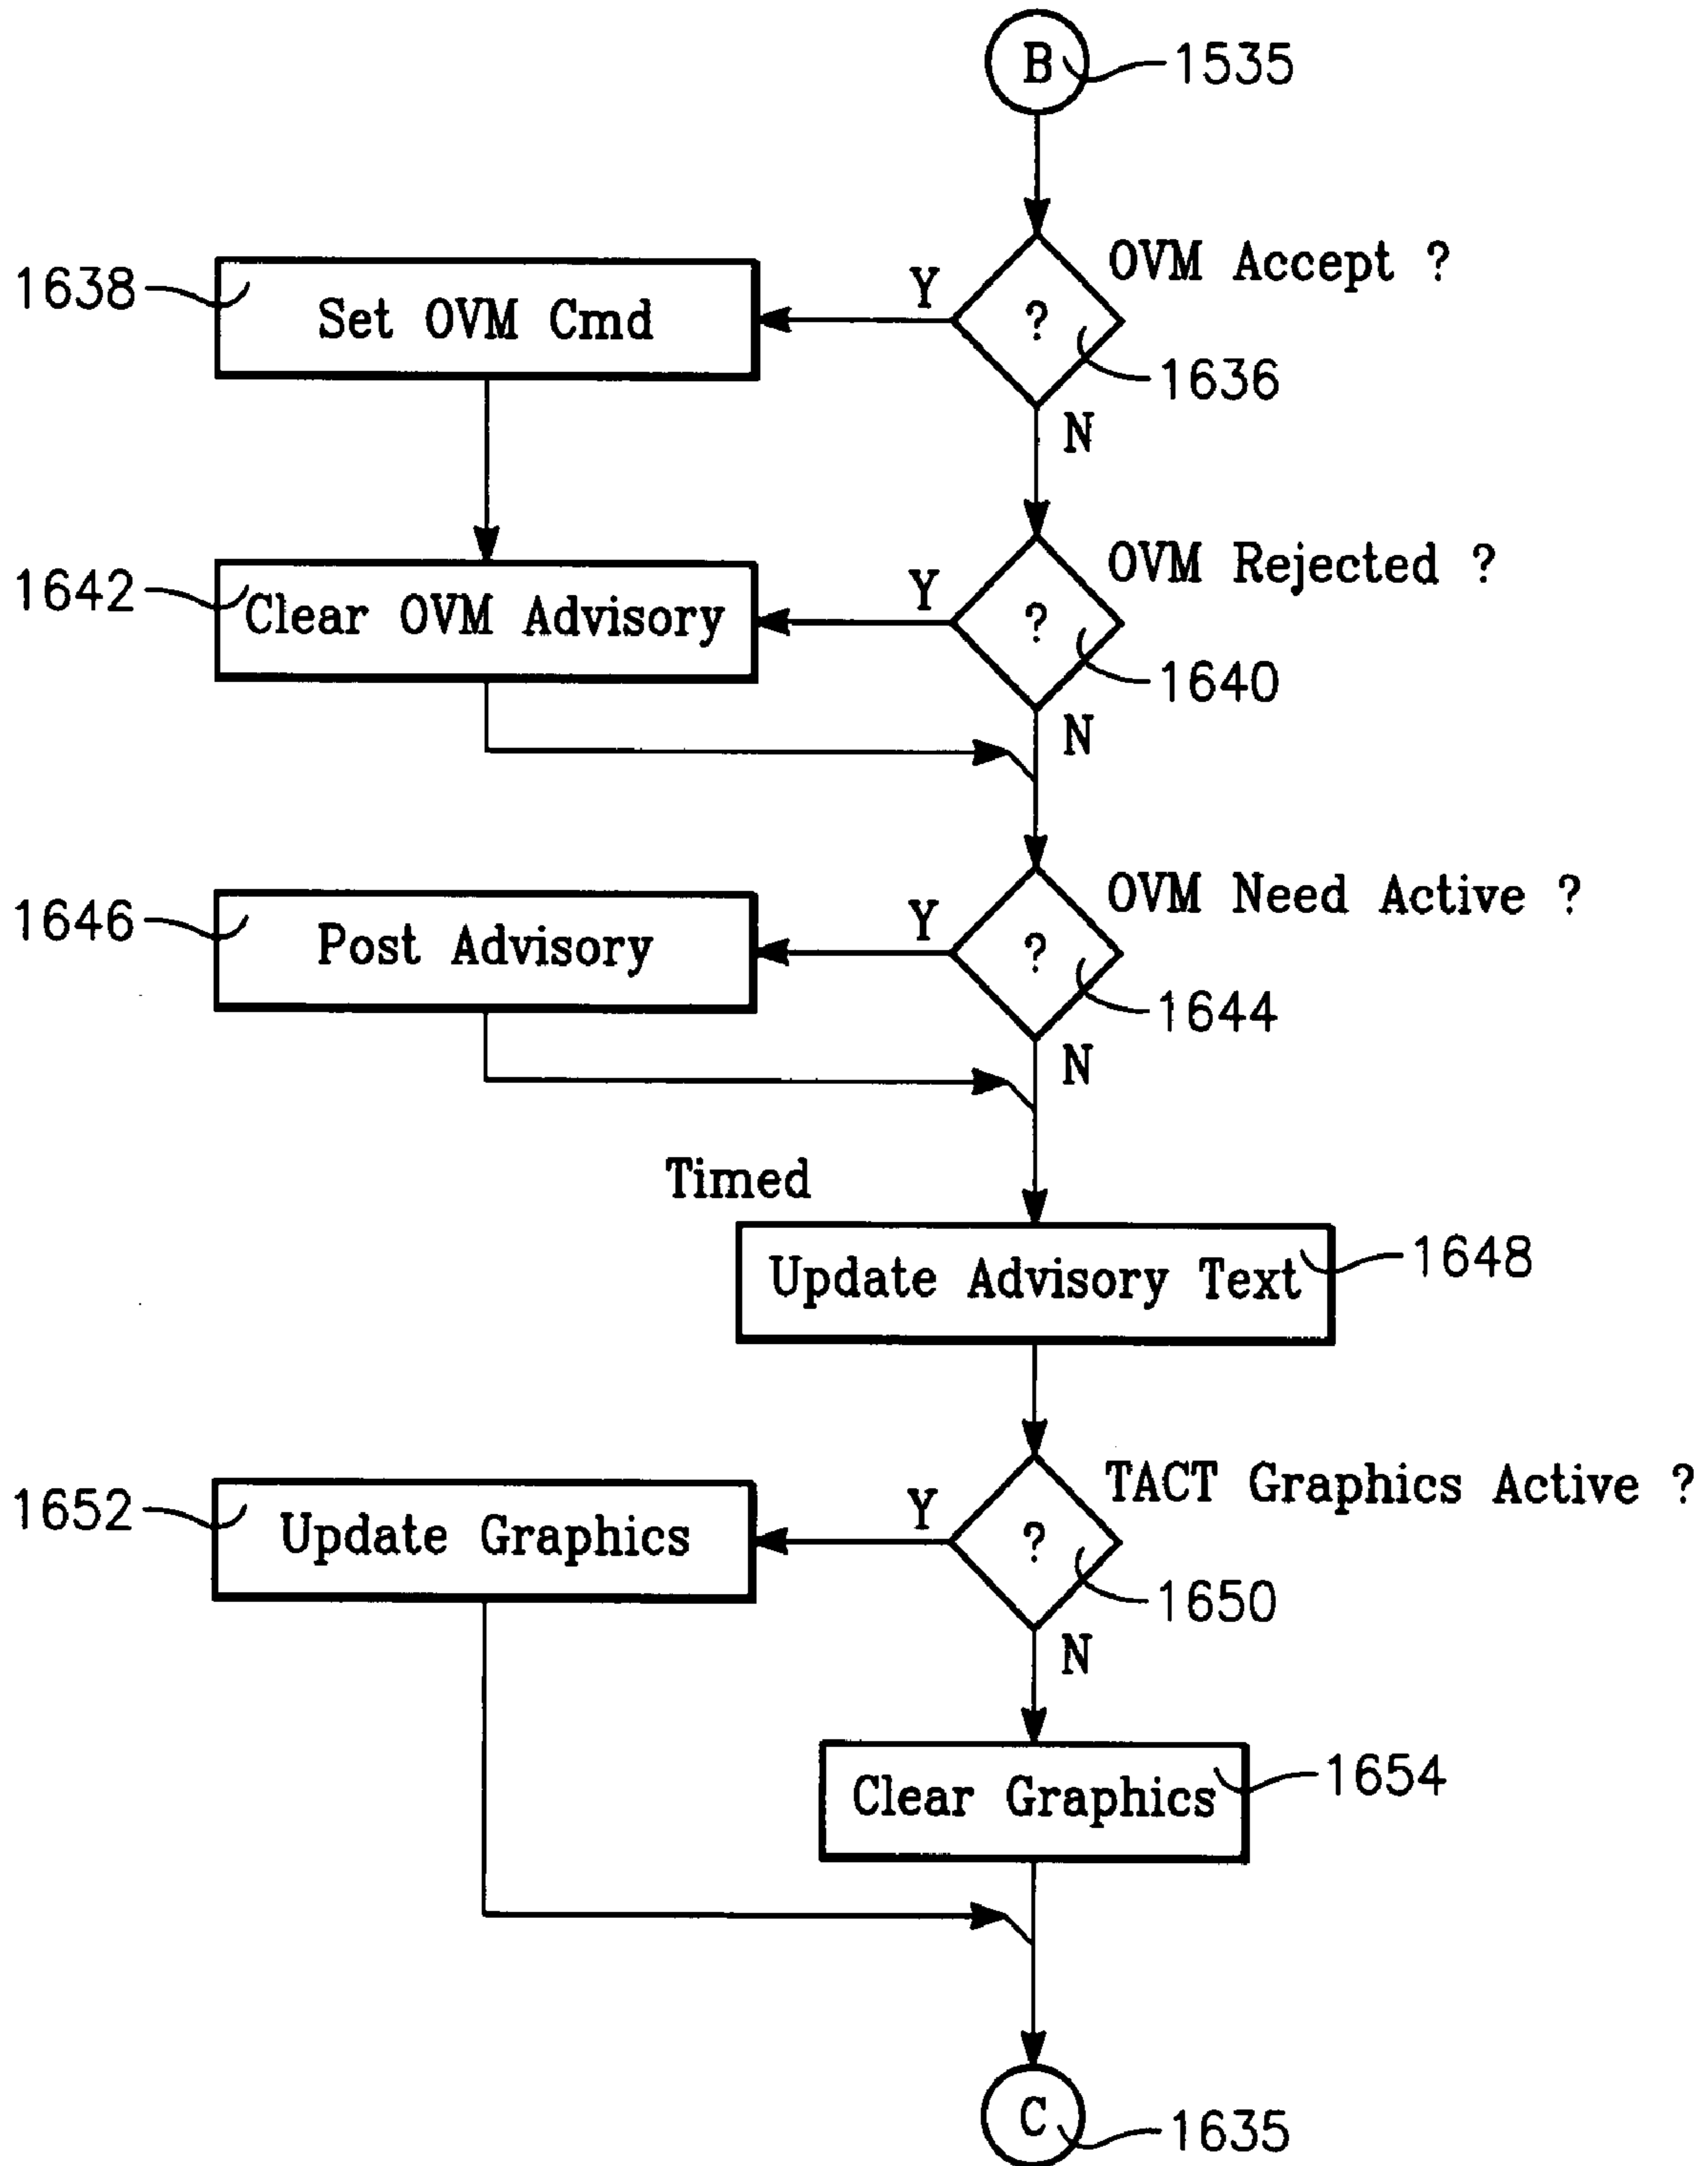 B 1535
OVM Accept ?
1638 Set OVM Cmd Y ?
1636
N
OVM Rejected ?
1642 Clear OVM Advisory Y ?
1640
N
OVM Need Active ?
1646 Post Advisory Y ?
1644
N
Timed
Update Advisory Text 1648
TACT Graphics Active ?
1652 Update Graphics Y ?
1650
N
Clear Graphics 1654
C 1635